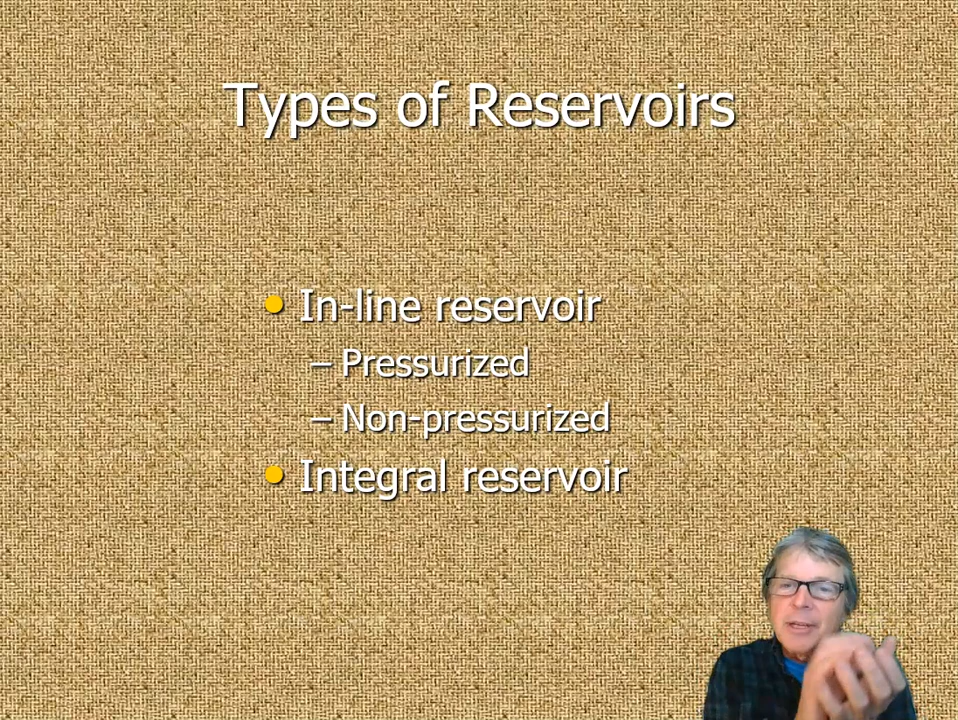 Types of Reservoirs
• In-line reservoir
– Pressurized
– Non-pressurized
• Integral reservoir